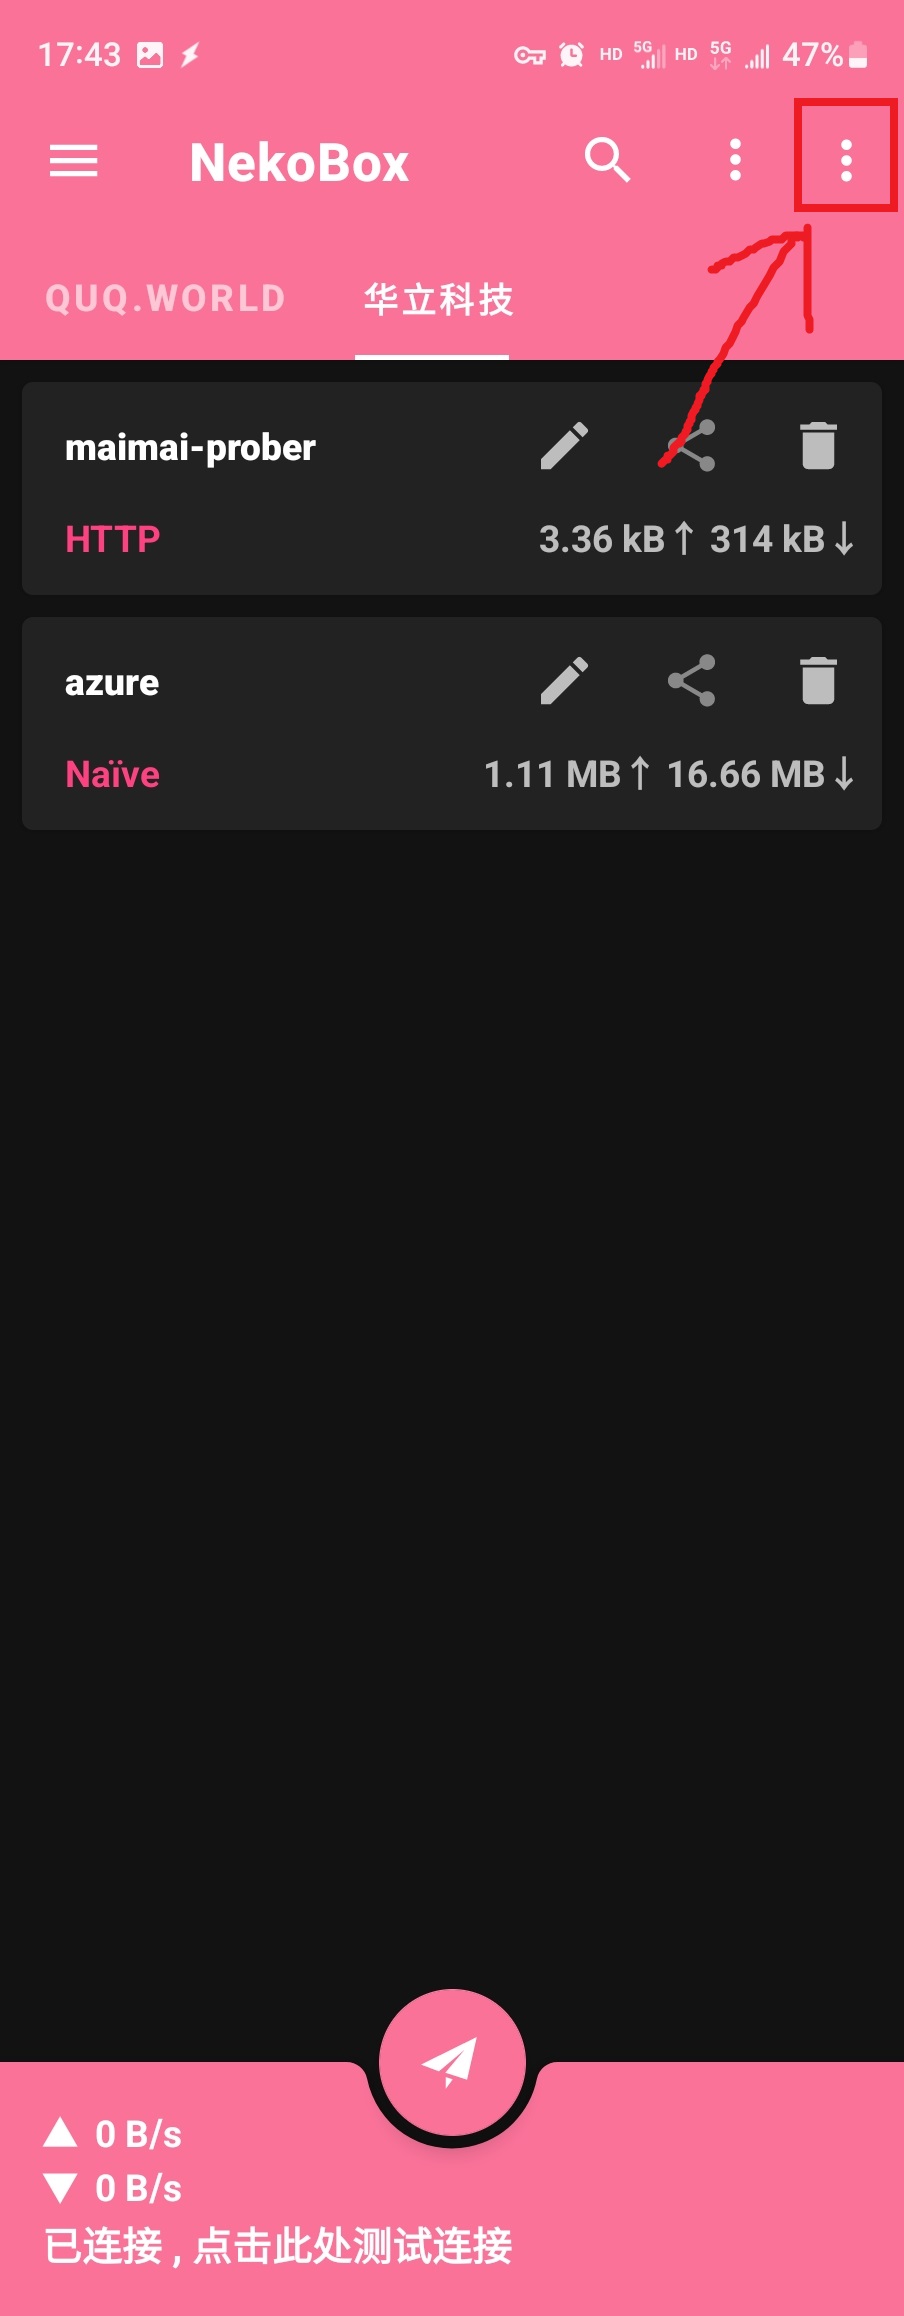 17:43 HD 5G HD 5G 47%
NekoBox
QUQ.WORLD 华立科技
maimai-prober
HTTP 3.36 kB↑ 314 kB↓
azure
Naïve 1.11 MB↑ 16.66 MB↓
▲ 0 B/s
▼ 0 B/s
已连接，点击此处测试连接